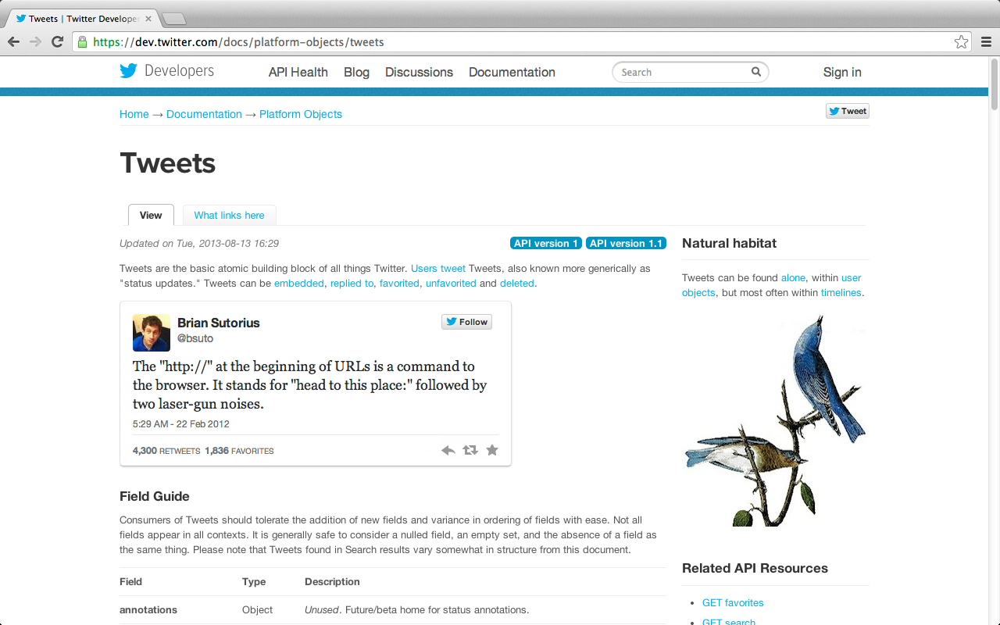 Tweets | Twitter Develope
https://dev.twitter.com/docs/platform-objects/tweets
Developers API Health Blog Discussions Documentation Search Sign in
Home → Documentation → Platform Objects
Tweet
Tweets
View What links here
Updated on Tue, 2013-08-13 16:29 API version 1 API version 1.1
Tweets are the basic atomic building block of all things Twitter. Users tweet Tweets, also known more generically as
"status updates." Tweets can be embedded, replied to, favorited, unfavorited and deleted.
Brian Sutorius
@bsuto
Follow
The "http://" at the beginning of URLs is a command to
the browser. It stands for "head to this place:" followed by
two laser-gun noises.
5:29 AM - 22 Feb 2012
4,300 RETWEETS 1,836 FAVORITES
Field Guide
Consumers of Tweets should tolerate the addition of new fields and variance in ordering of fields with ease. Not all
fields appear in all contexts. It is generally safe to consider a nulled field, an empty set, and the absence of a field as
the same thing. Please note that Tweets found in Search results vary somewhat in structure from this document.
Field Type Description
annotations Object Unused. Future/beta home for status annotations.
Natural habitat
Tweets can be found alone, within user
objects, but most often within timelines.
Related API Resources
• GET favorites
• GET search